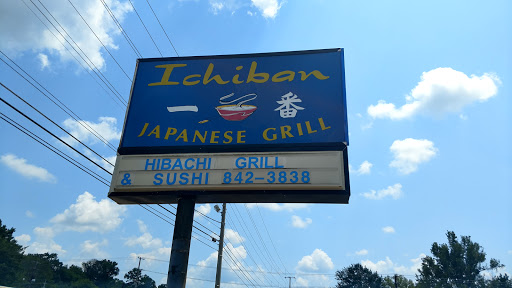 Ichiban
一 番
JAPANESE GRILL
HIBACHI GRILL
& SUSHI 842-3838